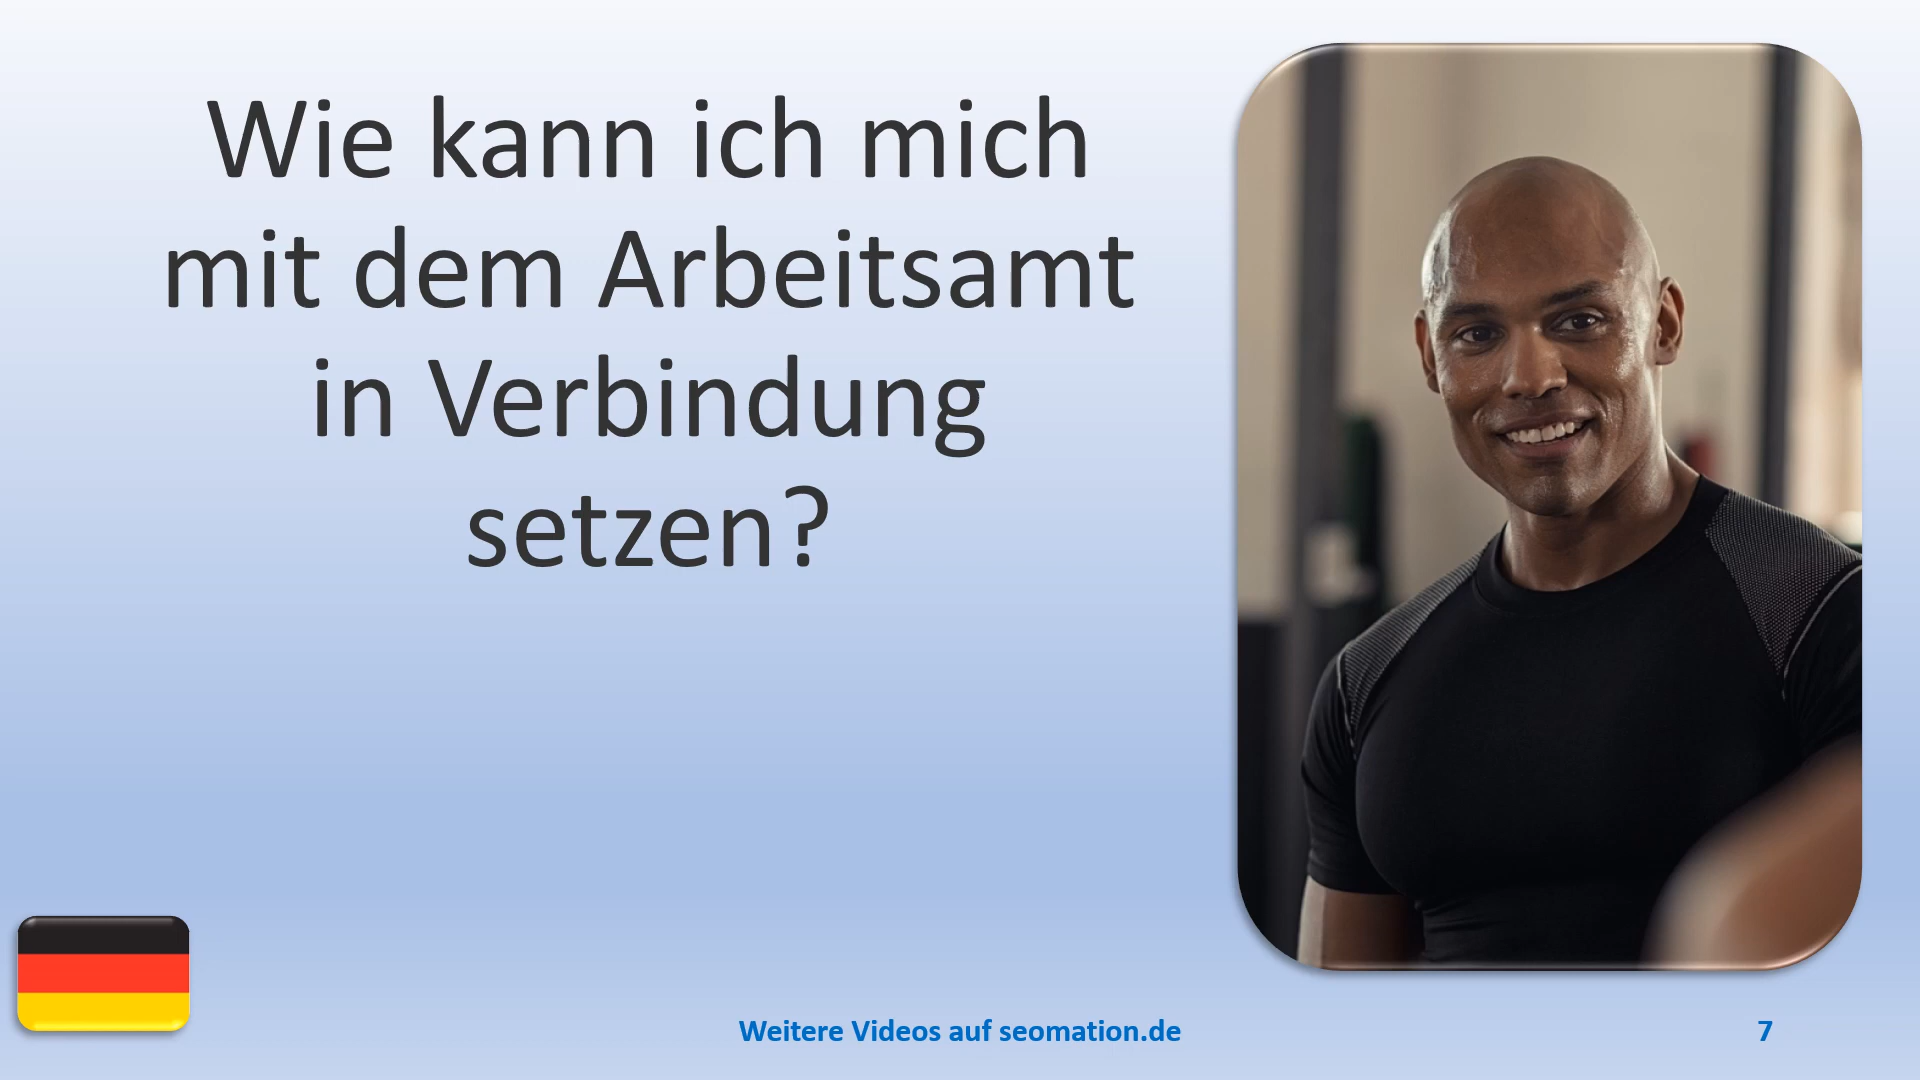 Wie kann ich mich
mit dem Arbeitsamt
in Verbindung
setzen?
Weitere Videos auf seomation.de
7